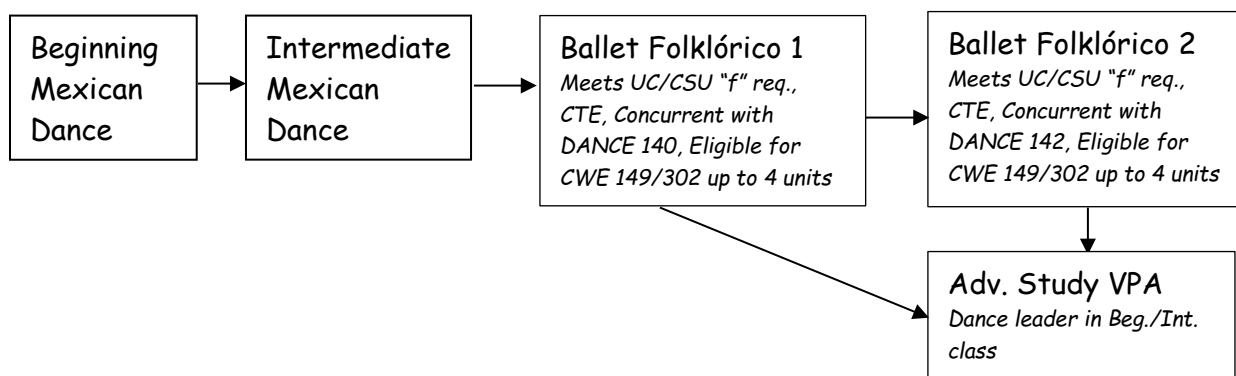 Beginning
Mexican
Dance
Intermediate
Mexican
Dance
Ballet Folklórico 1
Meets UC/CSU “f” req.,
CTE, Concurrent with
DANCE 140, Eligible for
CWE 149/302 up to 4 units
Ballet Folklórico 2
Meets UC/CSU “f” req.,
CTE, Concurrent with
DANCE 142, Eligible for
CWE 149/302 up to 4 units
Adv. Study VPA
Dance leader in Beg./Int.
class